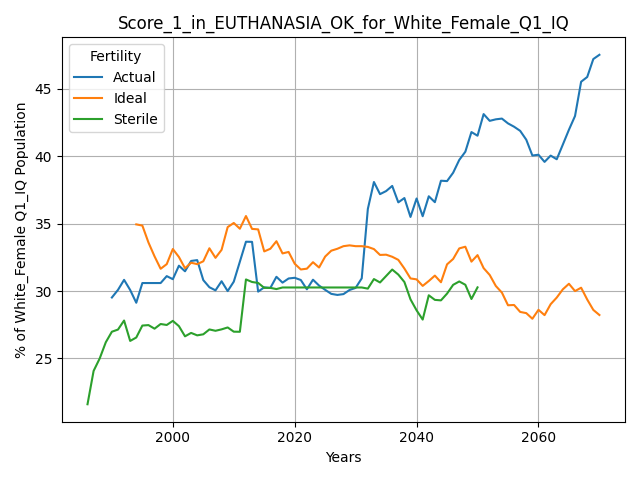 Score_1_in_EUTHANASIA_OK_for_White_Female_Q1_IQ
Fertility
Actual
Ideal
Sterile
% of White_Female Q1_IQ Population
45
40
35
30
25
2000
2020
2040
2060
Years